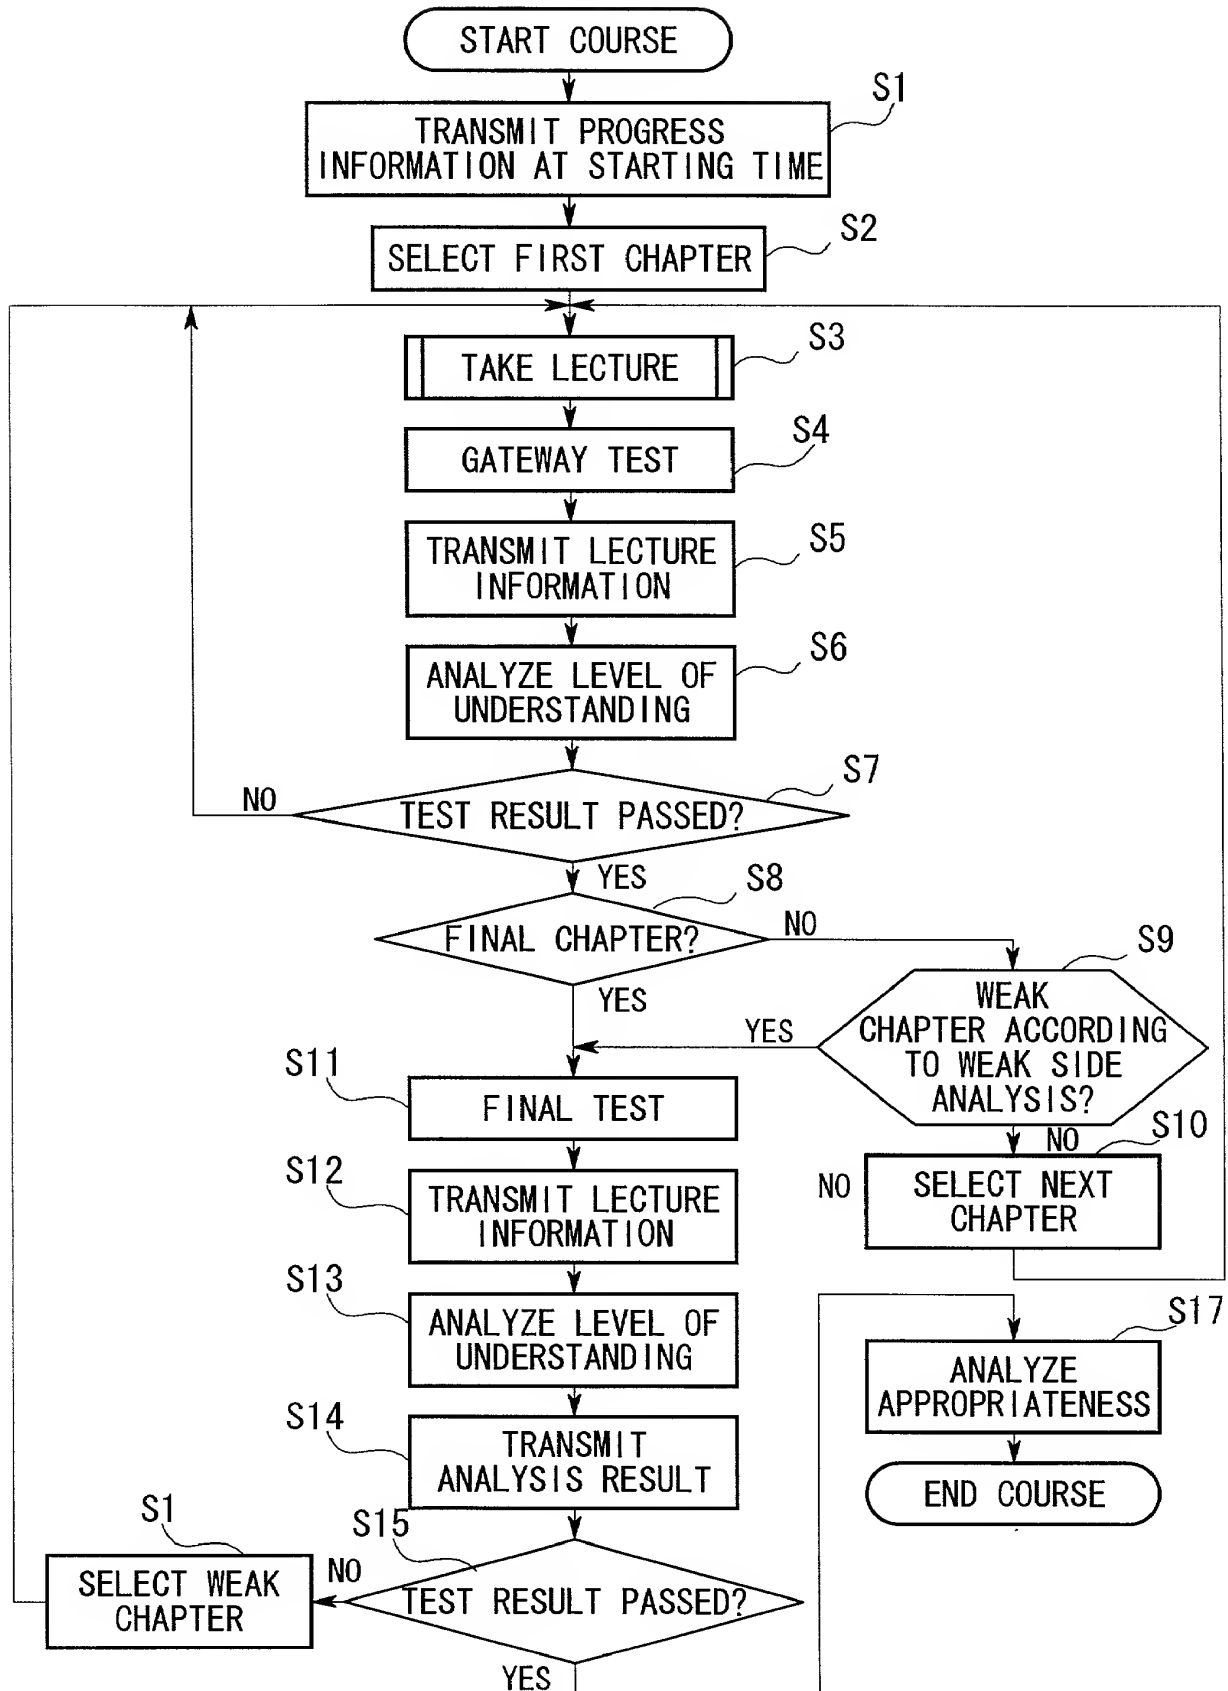 START COURSE
S1
TRANSMIT PROGRESS
INFORMATION AT STARTING TIME
S2
SELECT FIRST CHAPTER
S3
TAKE LECTURE
S4
GATEWAY TEST
S5
TRANSMIT LECTURE
INFORMATION
S6
ANALYZE LEVEL OF
UNDERSTANDING
S7
NO
TEST RESULT PASSED?
YES
S8
FINAL CHAPTER?
NO
YES
S9
WEAK
CHAPTER ACCORDING
TO WEAK SIDE
ANALYSIS?
YES
NO
S10
NO
SELECT NEXT
CHAPTER
S11
FINAL TEST
S12
TRANSMIT LECTURE
INFORMATION
S13
ANALYZE LEVEL OF
UNDERSTANDING
S14
TRANSMIT
ANALYSIS RESULT
S15
TEST RESULT PASSED?
NO
S1
SELECT WEAK
CHAPTER
YES
S17
ANALYZE
APPROPRIATENESS
END COURSE